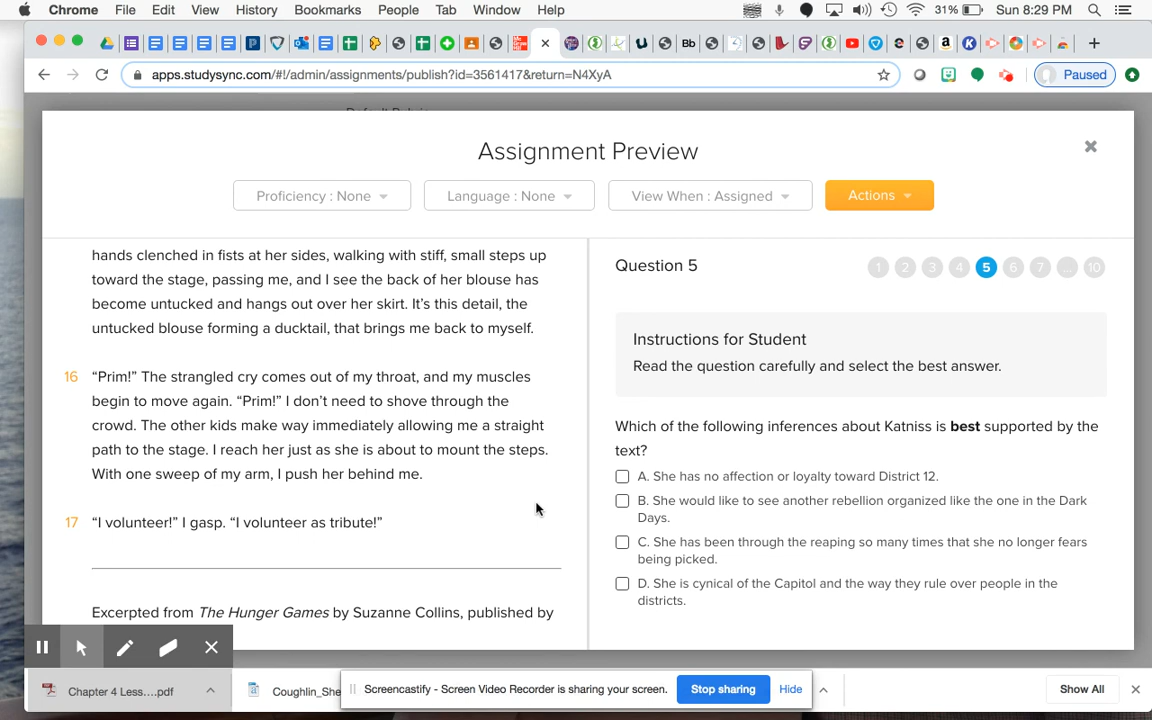 Chrome File Edit View History Bookmarks People Tab Window Help 31% Sun 8:29 PM
Bb
apps.studysync.com/#!/admin/assignments/publish?id=3561417&return=N4XyA Paused
Assignment Preview
Proficiency : None Language : None View When : Assigned Actions
hands clenched in fists at her sides, walking with stiff, small steps up
toward the stage, passing me, and I see the back of her blouse has
become untucked and hangs out over her skirt. It's this detail, the
untucked blouse forming a ducktail, that brings me back to myself.
16 “Prim!” The strangled cry comes out of my throat, and my muscles
begin to move again. “Prim!” I don't need to shove through the
crowd. The other kids make way immediately allowing me a straight
path to the stage. I reach her just as she is about to mount the steps.
With one sweep of my arm, I push her behind me.
17 “I volunteer!” I gasp. “I volunteer as tribute!”
Excerpted from The Hunger Games by Suzanne Collins, published by
Question 5 1 2 3 4 5 6 7 ... 10
Instructions for Student
Read the question carefully and select the best answer.
Which of the following inferences about Katniss is best supported by the
text?
A. She has no affection or loyalty toward District 12.
B. She would like to see another rebellion organized like the one in the Dark
Days.
C. She has been through the reaping so many times that she no longer fears
being picked.
D. She is cynical of the Capitol and the way they rule over people in the
districts.
Chapter 4 Less....pdf Coughlin_She Screencastify - Screen Video Recorder is sharing your screen. Stop sharing Hide Show All